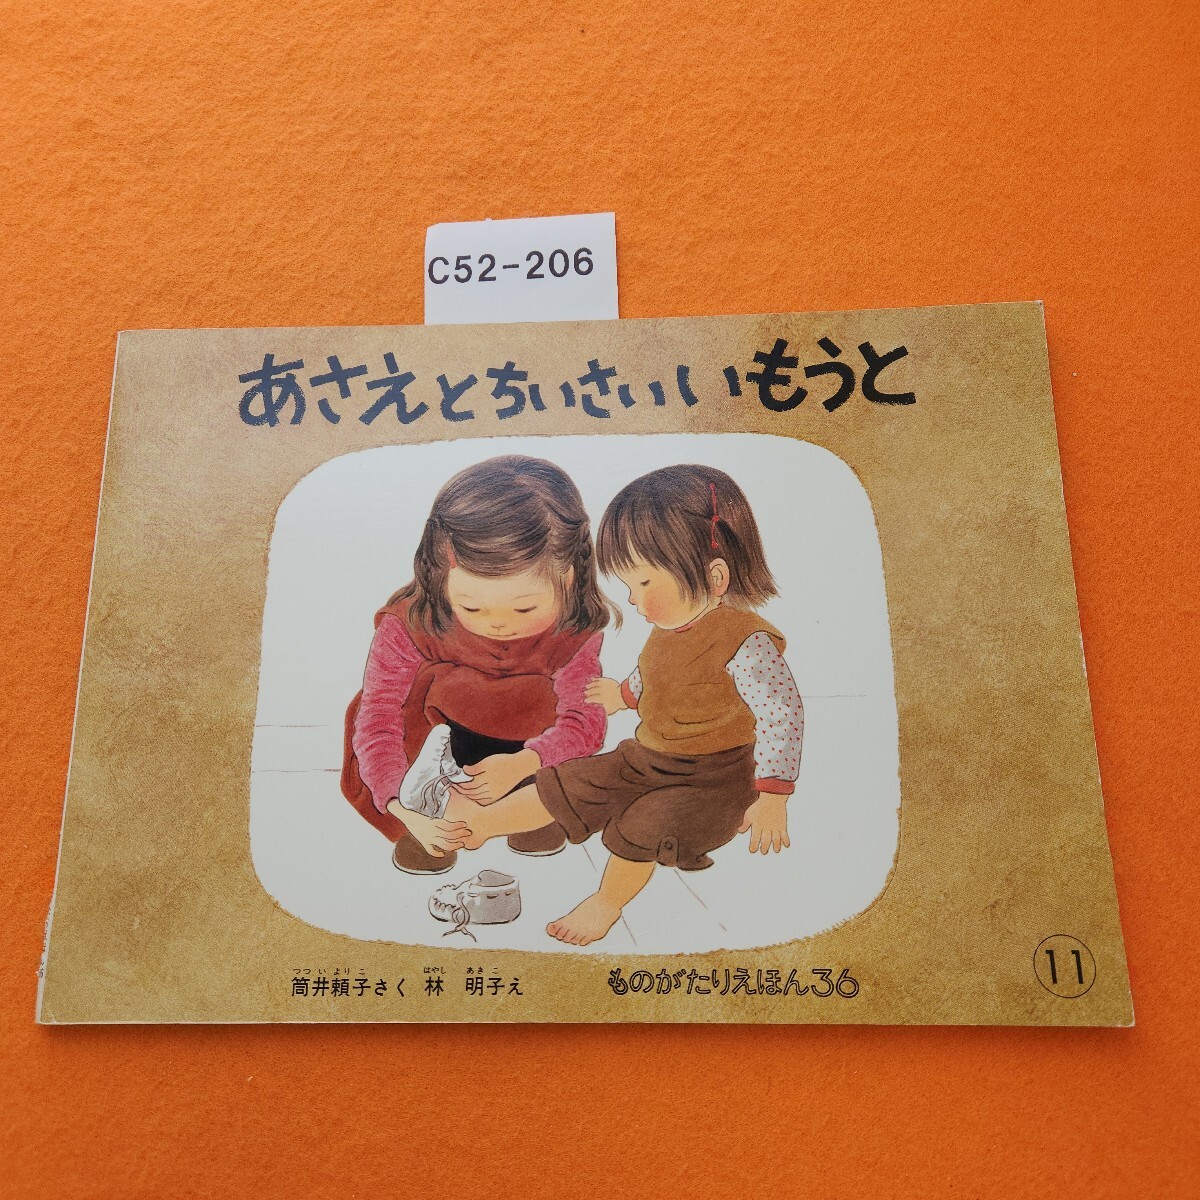 C52-206
あさえとちいさいいもうと
つついよりこ はやし あきこ
筒井頼子さく 林 明子え ものがたりえほん36
11